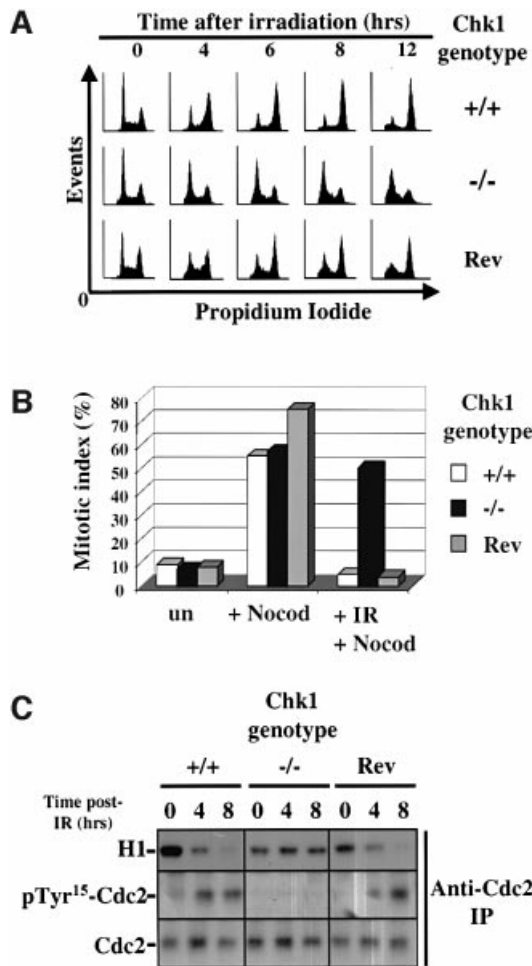 A
Time after irradiation (hrs)
Chk1
genotype
0 4 6 8 12
+/+
-/-
Rev
Events
0
Propidium Iodide
B
Mitotic index (%)
80
70
60
50
40
30
20
10
0
un
+ Nocod
+ IR
+ Nocod
Chk1
genotype
+/+
-/-
Rev
C
Chk1
genotype
+/+ -/- Rev
Time post-
IR (hrs)
0 4 8 0 4 8 0 4 8
H1-
pTyr¹⁵-Cdc2
Cdc2
Anti-Cdc2
IP